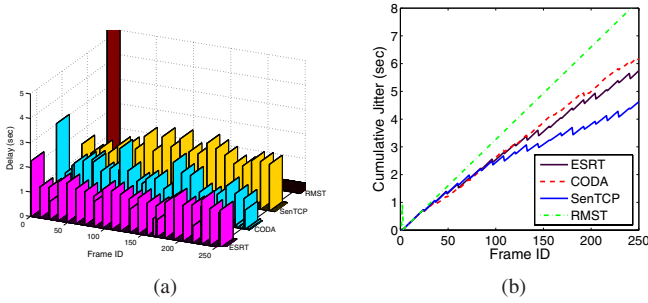 5
4
3
2
1
0
Delay (sec)
0
50
100
150
200
250
Frame ID
ESRT
CODA
SenTCP
RMST
(a)
8
7
6
5
4
3
2
1
0
Cumulative Jitter (sec)
0 50 100 150 200 250
Frame ID
ESRT
CODA
SenTCP
RMST
(b)